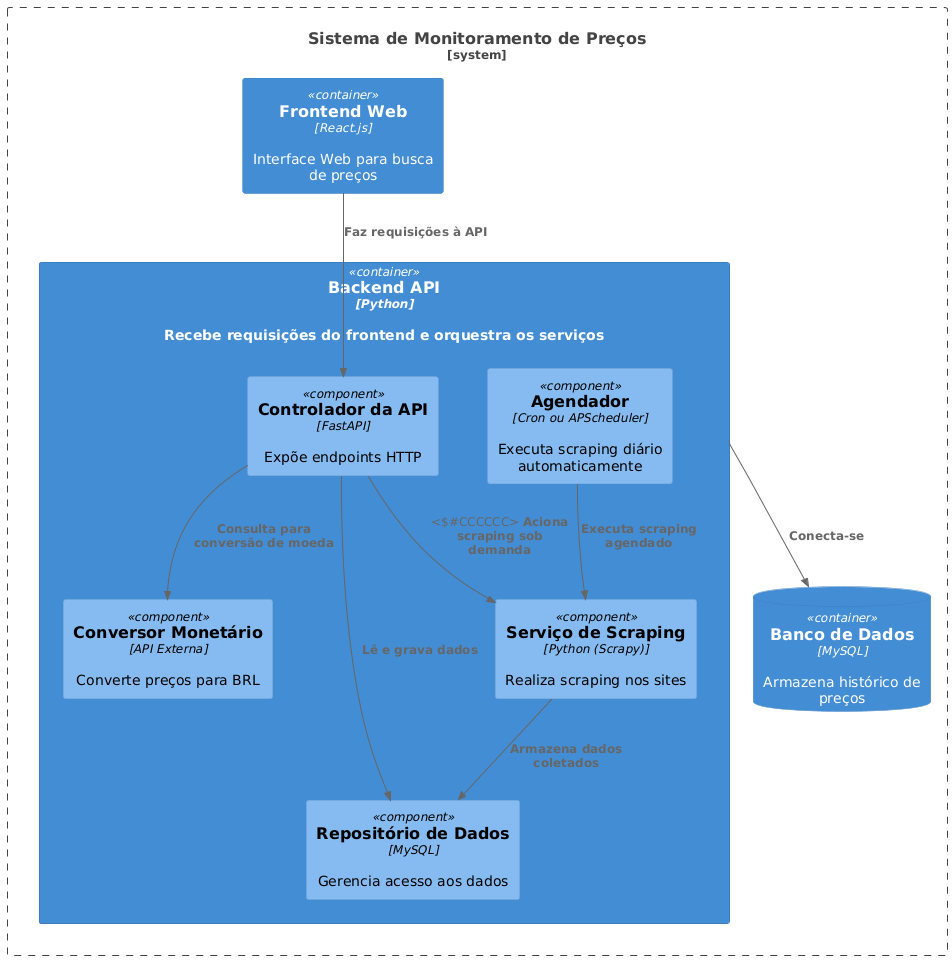 Sistema de Monitoramento de Preços
[system]
«container»
Frontend Web
[React.js]
Interface Web para busca
de preços
Faz requisições à API
«container»
Backend API
[Python]
Recebe requisições do frontend e orquestra os serviços
«component»
Controlador da API
[FastAPI]
Expõe endpoints HTTP
«component»
Agendador
[Cron ou APScheduler]
Executa scraping diário
automaticamente
Consulta para
conversão de moeda
<$#CCCCCC> Aciona
scraping sob
demanda
Executa scraping
agendado
Conecta-se
«component»
Conversor Monetário
[API Externa]
Converte preços para BRL
Lê e grava dados
«component»
Serviço de Scraping
[Python (Scrapy)]
Realiza scraping nos sites
«container»
Banco de Dados
[MySQL]
Armazena histórico de
preços
Armazena dados
coletados
«component»
Repositório de Dados
[MySQL]
Gerencia acesso aos dados